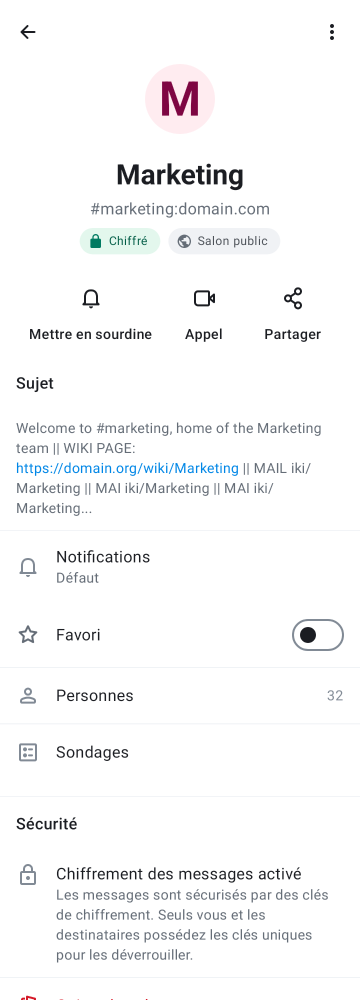 M
Marketing
#marketing:domain.com
Chiffré
Salon public
Mettre en sourdine
Appel
Partager
Sujet
Welcome to #marketing, home of the Marketing
team || WIKI PAGE:
https://domain.org/wiki/Marketing || MAIL iki/
Marketing || MAI iki/Marketing || MAI iki/
Marketing...
Notifications
Défaut
Favori
Personnes
32
Sondages
Sécurité
Chiffrement des messages activé
Les messages sont sécurisés par des clés
de chiffrement. Seuls vous et les
destinataires possédez les clés uniques
pour les déverrouiller.